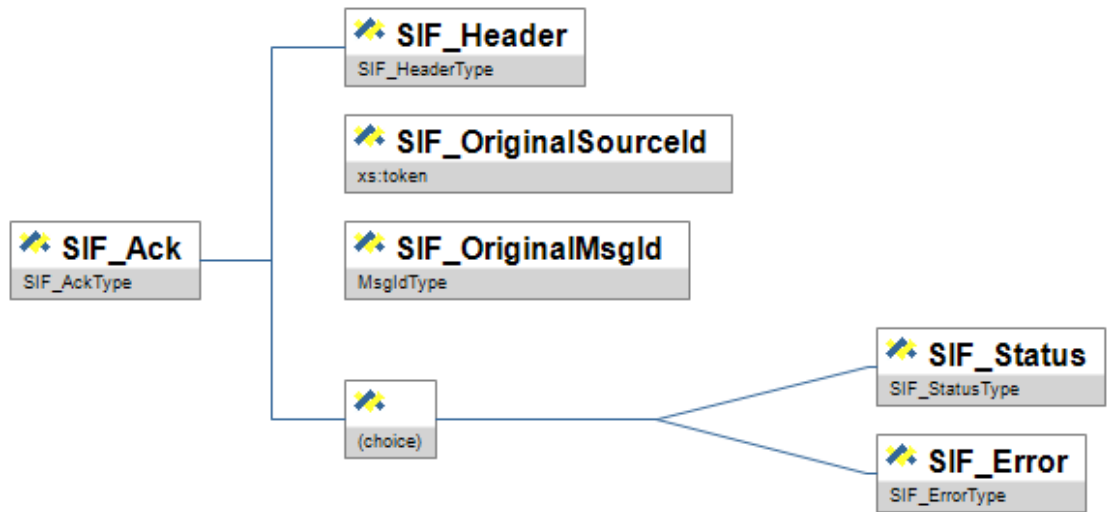 SIF_Header
SIF_HeaderType
SIF_OriginalSourceId
xs:token
SIF_Ack
SIF_AckType
SIF_OriginalMsgId
MsgIdType
(choice)
SIF_Status
SIF_StatusType
SIF_Error
SIF_ErrorType